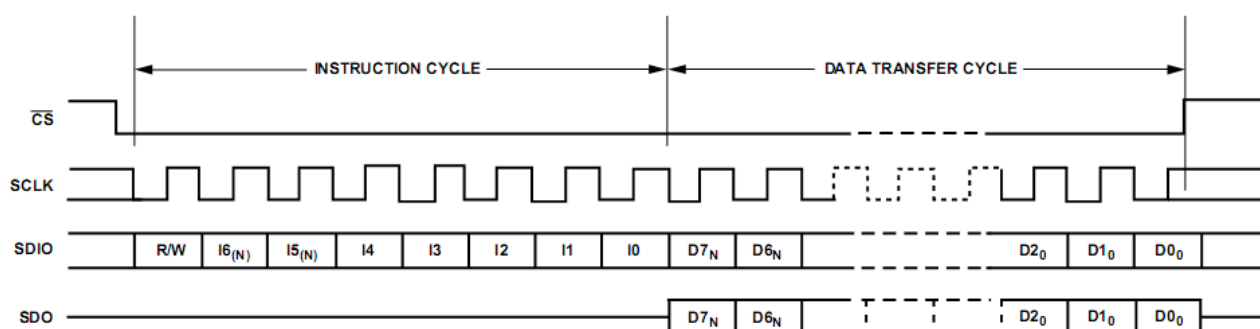 INSTRUCTION CYCLE DATA TRANSFER CYCLE
CS
SCLK
SDIO R/W I6(N) I5(N) I4 I3 I2 I1 I0 D7N D6N D20 D10 D00
SDO D7N D6N D20 D10 D00